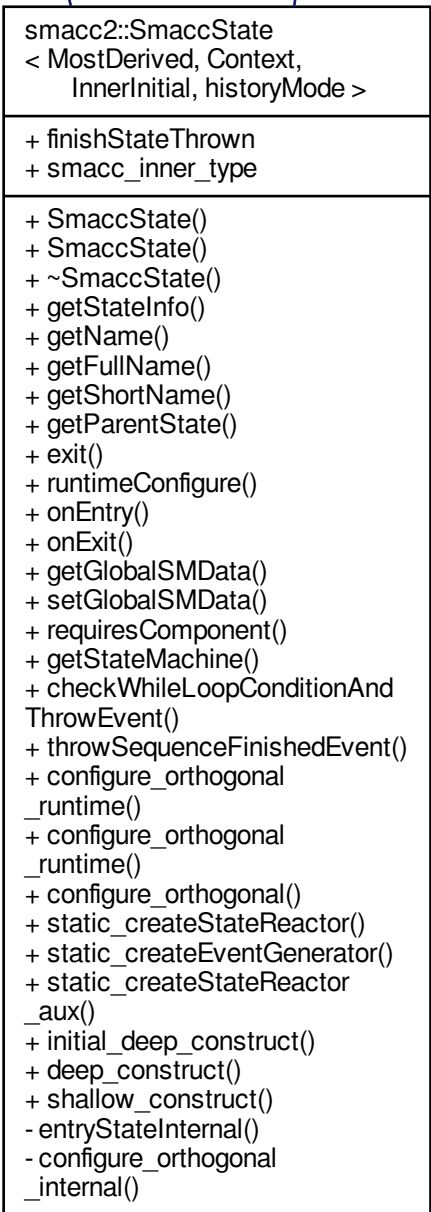 smacc2::SmaccState
< MostDerived, Context,
InnerInitial, historyMode >
+ finishStateThrown
+ smacc_inner_type
+ SmaccState()
+ SmaccState()
+ ~SmaccState()
+ getStateInfo()
+ getName()
+ getFullName()
+ getShortName()
+ getParentState()
+ exit()
+ runtimeConfigure()
+ onEntry()
+ onExit()
+ getGlobalSMData()
+ setGlobalSMData()
+ requiresComponent()
+ getStateMachine()
+ checkWhileLoopConditionAnd
ThrowEvent()
+ throwSequenceFinishedEvent()
+ configure_orthogonal
_runtime()
+ configure_orthogonal
_runtime()
+ configure_orthogonal()
+ static_createStateReactor()
+ static_createEventGenerator()
+ static_createStateReactor
_aux()
+ initial_deep_construct()
+ deep_construct()
+ shallow_construct()
- entryStateInternal()
- configure_orthogonal
_internal()